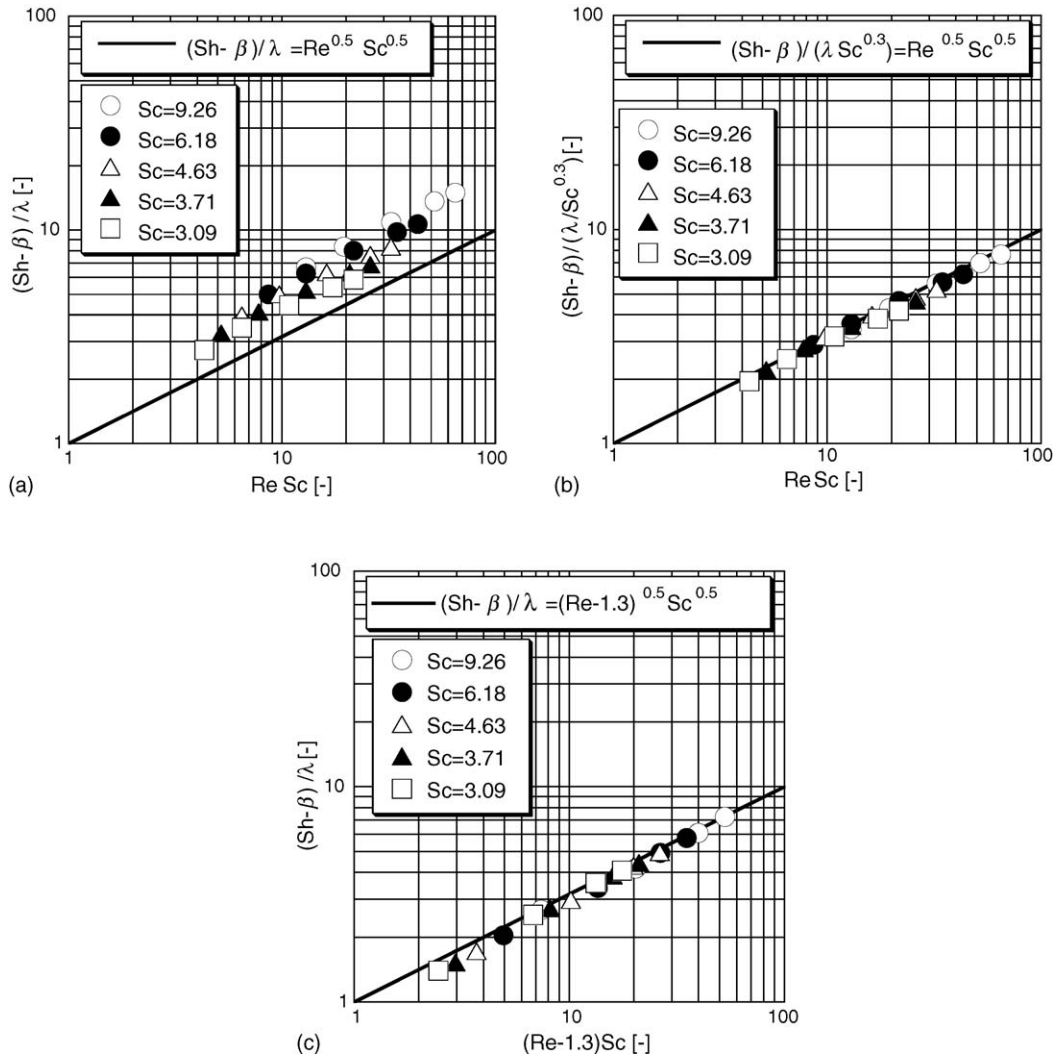 100
(Sh- β )/ λ =Re^0.5 Sc^0.5
Sc=9.26
Sc=6.18
Sc=4.63
Sc=3.71
Sc=3.09
(Sh-β)/λ [-]
10
1
1
10
100
Re Sc [-]
(a)
100
(Sh- β )/ (λ Sc^0.3)=Re ^0.5 Sc^0.5
Sc=9.26
Sc=6.18
Sc=4.63
Sc=3.71
Sc=3.09
(Sh-β)/(λ/Sc^0.3) [-]
10
1
1
10
100
Re Sc [-]
(b)
100
(Sh- β )/ λ =(Re-1.3) ^0.5 Sc^0.5
Sc=9.26
Sc=6.18
Sc=4.63
Sc=3.71
Sc=3.09
(Sh-β) /λ [-]
10
1
1
10
100
(Re-1.3)Sc [-]
(c)